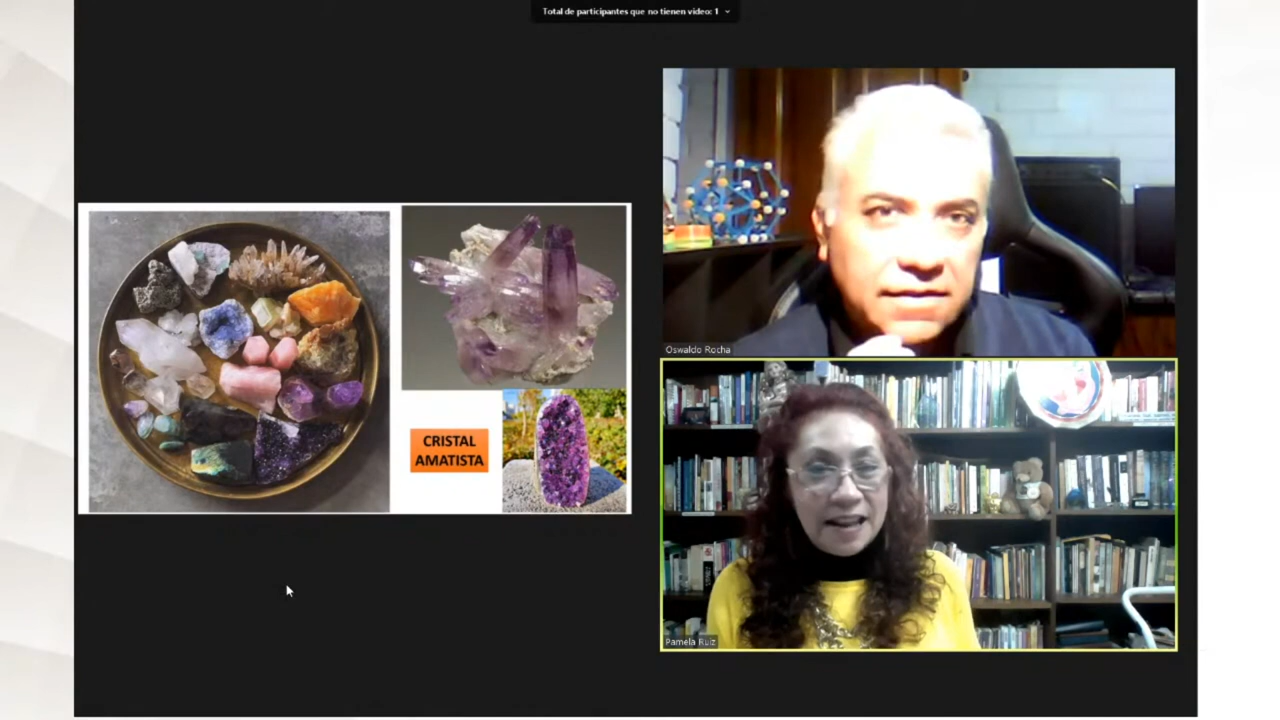 Total de participantes que no tienen video: 1
CRISTAL
AMATISTA
Oswaldo Rocha
Pamela Ruiz